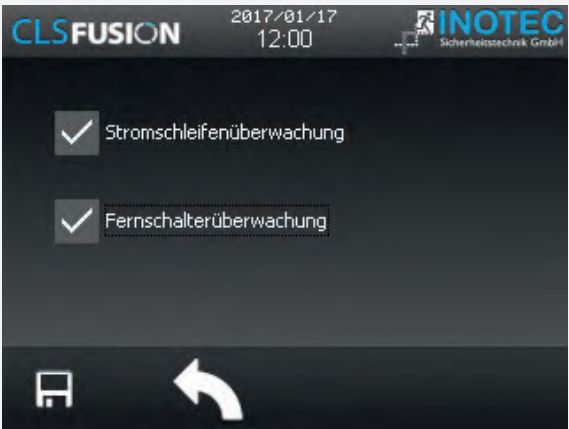 CLSFUSION
2017/01/17
12:00
INOTEC
Sicherheitstechnik GmbH
Stromschleifenüberwachung
Fernschalterüberwachung